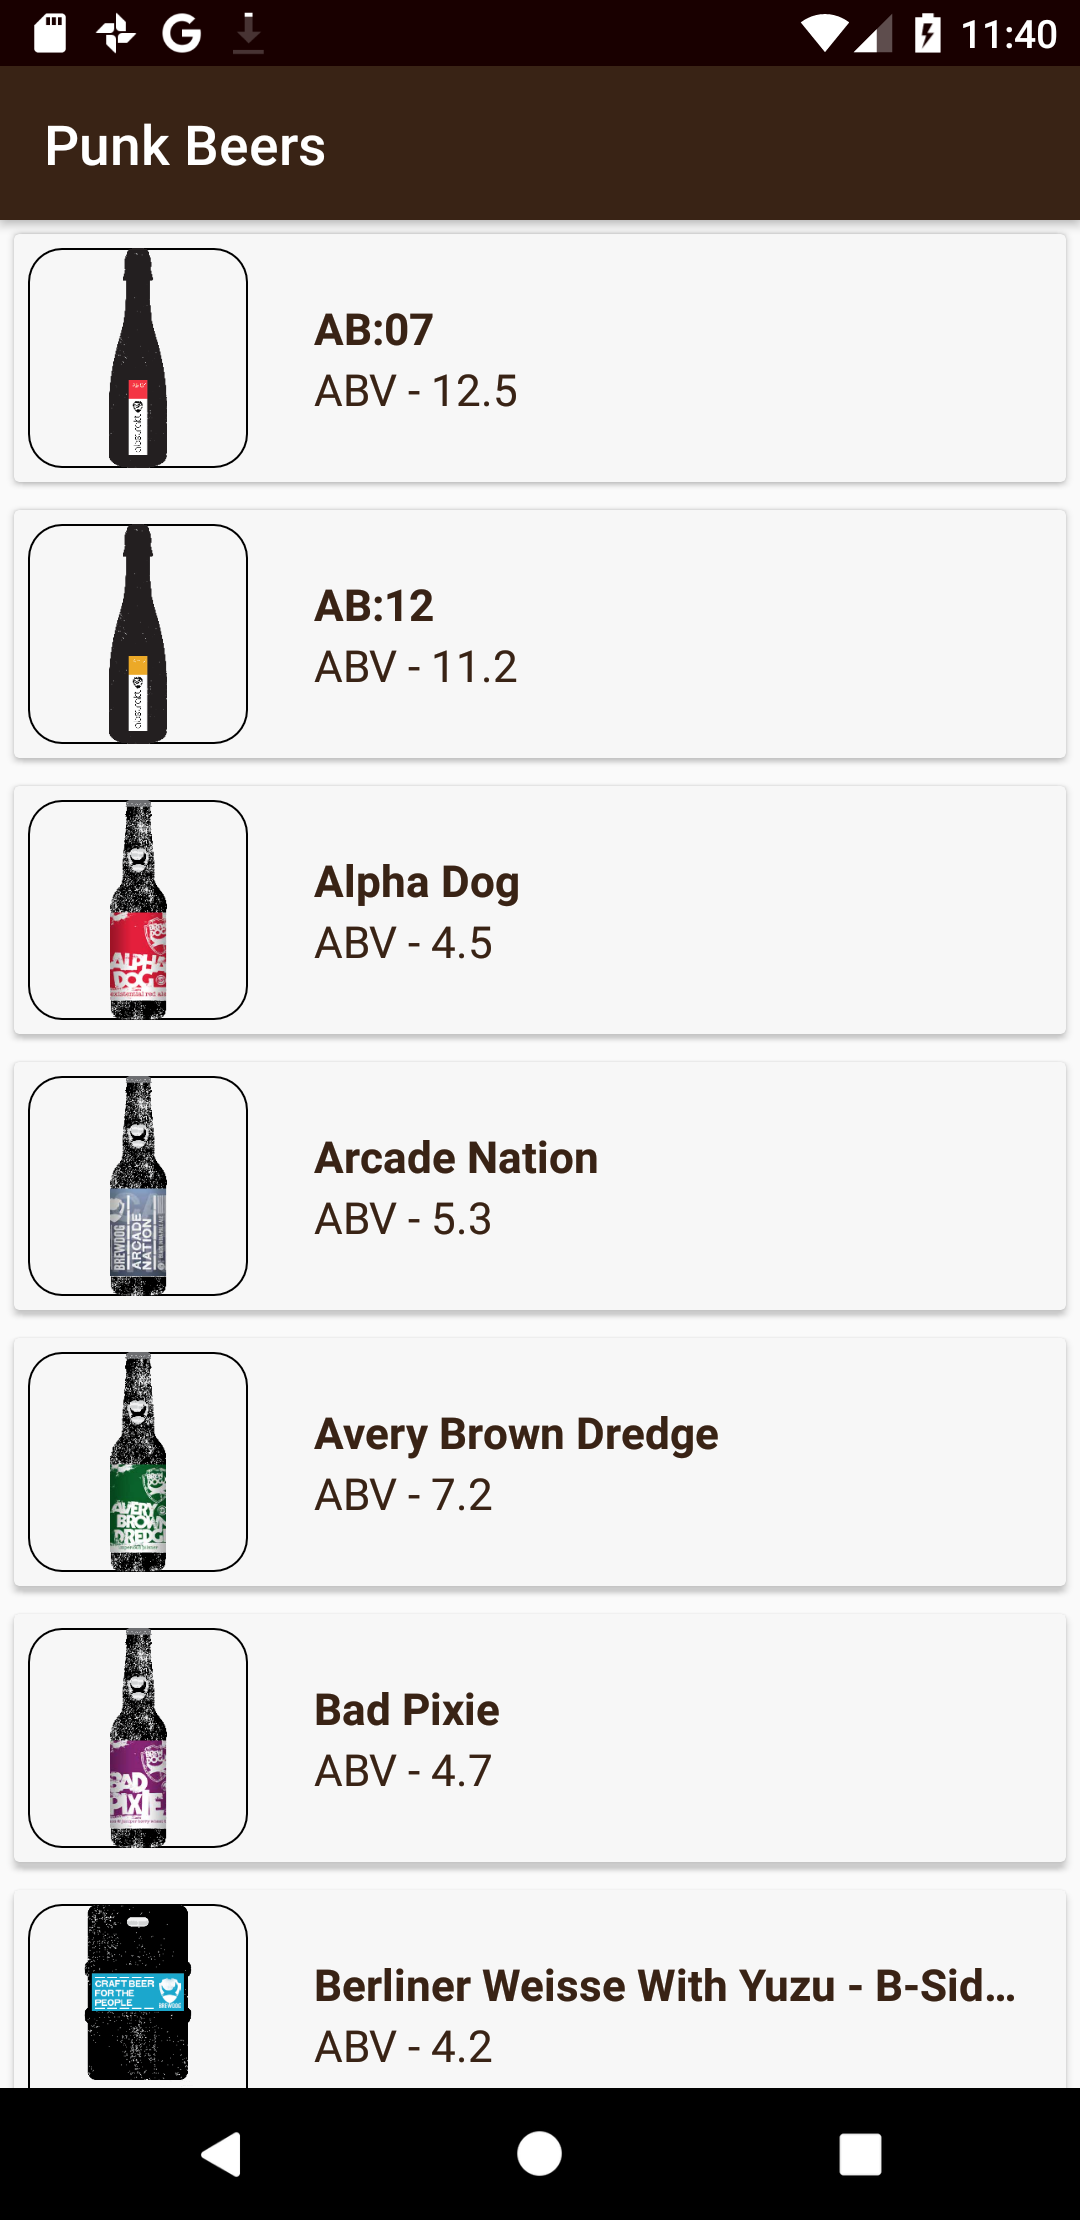 11:40
Punk Beers
AB:07
ABV - 12.5
AB:12
ABV - 11.2
ALPHA
DOG
Alpha Dog
ABV - 4.5
BREWDOG
ARCADE
NATION
Arcade Nation
ABV - 5.3
AVERY
BROWN
DREDGE
Avery Brown Dredge
ABV - 7.2
BAD
PIXIE
Bad Pixie
ABV - 4.7
CRAFT BEER
FOR THE
PEOPLE
BREWDOG
Berliner Weisse With Yuzu - B-Sid...
ABV - 4.2